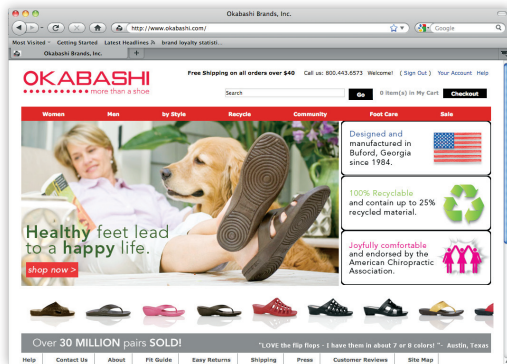 Okabashi Brands, Inc.
http://www.okabashi.com/
Google
Most Visited Getting Started Latest Headlines brand loyalty statisti...
Okabashi Brands, Inc.
OKABASHI
more than a shoe
Free Shipping on all orders over $40 Call us: 800.443.6573 Welcome! ( Sign Out ) Your Account Help
Search Go 0 item(s) in My Cart Checkout
Women Men by Style Recycle Community Foot Care Sale
Designed and
manufactured in
Buford, Georgia
since 1984.
100% Recyclable
and contain up to 25%
recycled material.
Joyfully comfortable
and endorsed by the
American Chiropractic
Association.
Healthy feet lead
to a happy life.
shop now >
Over 30 MILLION pairs SOLD!
"LOVE the flip flops - I have them in about 7 or 8 colors! "- Austin, Texas
Help Contact Us About Fit Guide Easy Returns Shipping Press Customer Reviews Site Map